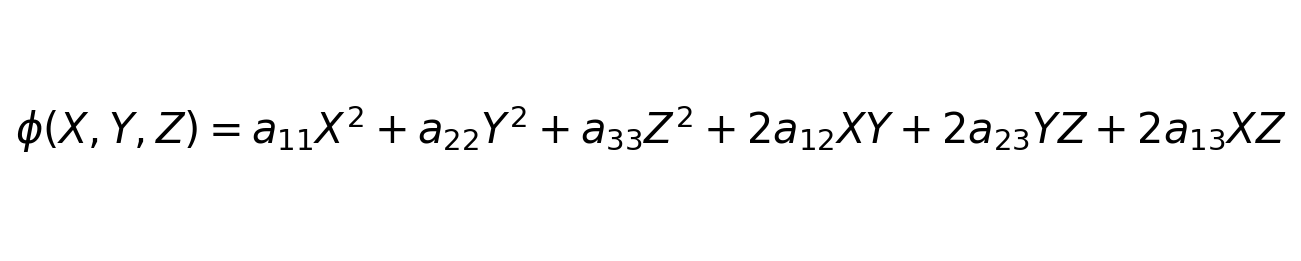 ϕ(X, Y, Z) = a₁₁X² + a₂₂Y² + a₃₃Z² + 2a₁₂XY + 2a₂₃YZ + 2a₁₃XZ